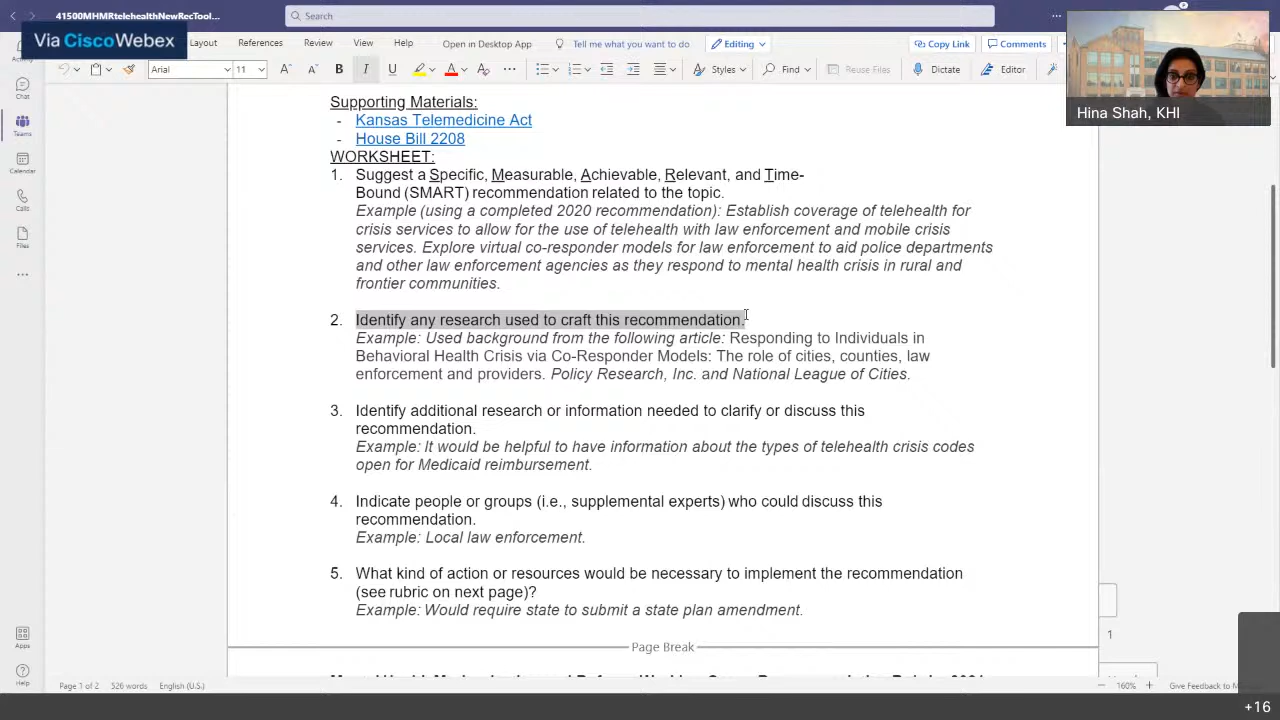 41500MHMRtelehealthNewRecTool...
Search
Via Cisco Webex
Layout References Review View Help Open in Desktop App Tell me what you want to do Editing Copy Link Comments
Arial 11 B I U A Styles Find Reuse Files Dictate Editor
Chat
Teams
Calendar
Calls
Files
Apps
Help
Hina Shah, KHI
Supporting Materials:
- Kansas Telemedicine Act
- House Bill 2208
WORKSHEET:
1. Suggest a Specific, Measurable, Achievable, Relevant, and Time-
Bound (SMART) recommendation related to the topic.
Example (using a completed 2020 recommendation): Establish coverage of telehealth for
crisis services to allow for the use of telehealth with law enforcement and mobile crisis
services. Explore virtual co-responder models for law enforcement to aid police departments
and other law enforcement agencies as they respond to mental health crisis in rural and
frontier communities.
2. Identify any research used to craft this recommendation.
Example: Used background from the following article: Responding to Individuals in
Behavioral Health Crisis via Co-Responder Models: The role of cities, counties, law
enforcement and providers. Policy Research, Inc. and National League of Cities.
3. Identify additional research or information needed to clarify or discuss this
recommendation.
Example: It would be helpful to have information about the types of telehealth crisis codes
open for Medicaid reimbursement.
4. Indicate people or groups (i.e., supplemental experts) who could discuss this
recommendation.
Example: Local law enforcement.
5. What kind of action or resources would be necessary to implement the recommendation
(see rubric on next page)?
Example: Would require state to submit a state plan amendment.
Page Break
1
Page 1 of 2 526 words English (U.S.) 160% Give Feedback to
+16